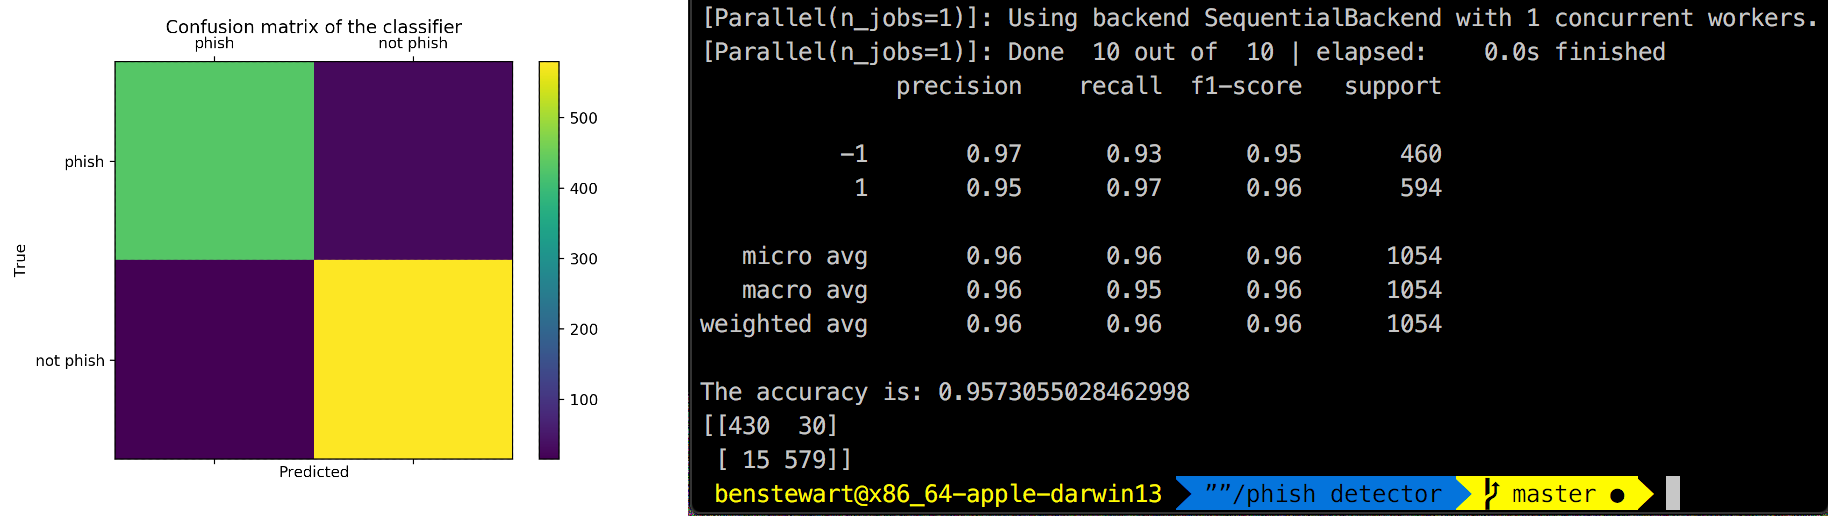 Confusion matrix of the classifier
phish not phish
phish
not phish
True
Predicted
500
400
300
200
100
[Parallel(n_jobs=1)]: Using backend SequentialBackend with 1 concurrent workers.
[Parallel(n_jobs=1)]: Done  10 out of  10 | elapsed:    0.0s finished
precision    recall  f1-score   support
-1       0.97      0.93      0.95       460
1       0.95      0.97      0.96       594
micro avg       0.96      0.96      0.96      1054
macro avg       0.96      0.95      0.96      1054
weighted avg       0.96      0.96      0.96      1054
The accuracy is: 0.9573055028462998
[[430  30]
[ 15 579]]
benstewart@x86_64-apple-darwin13 ””/phish detector master ●